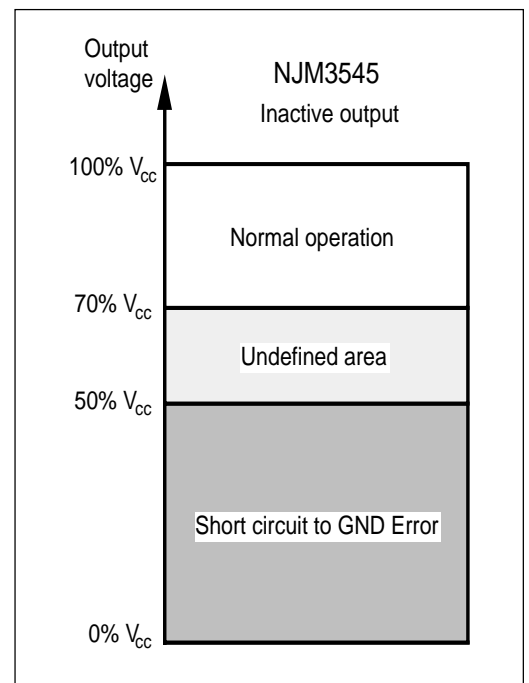 Output
voltage
NJM3545
Inactive output
100% Vcc
Normal operation
70% Vcc
Undefined area
50% Vcc
Short circuit to GND Error
0% Vcc